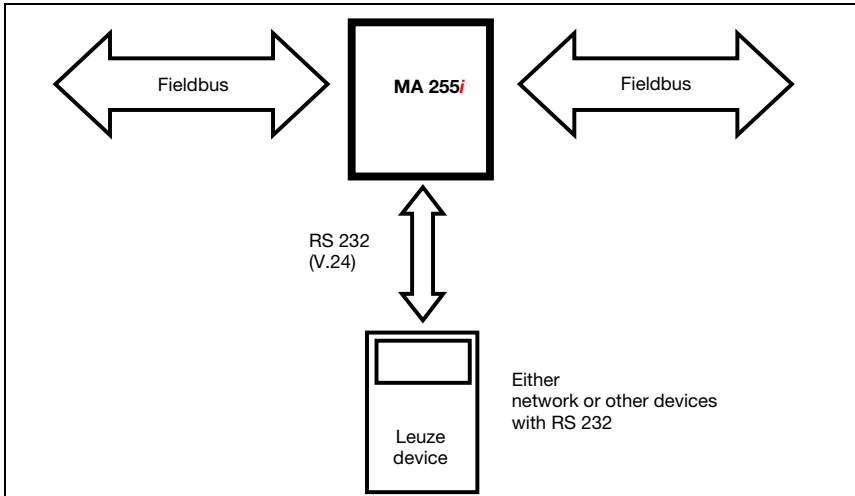 Fieldbus
MA 255i
Fieldbus
RS 232
(V.24)
Either
network or other devices
with RS 232
Leuze
device